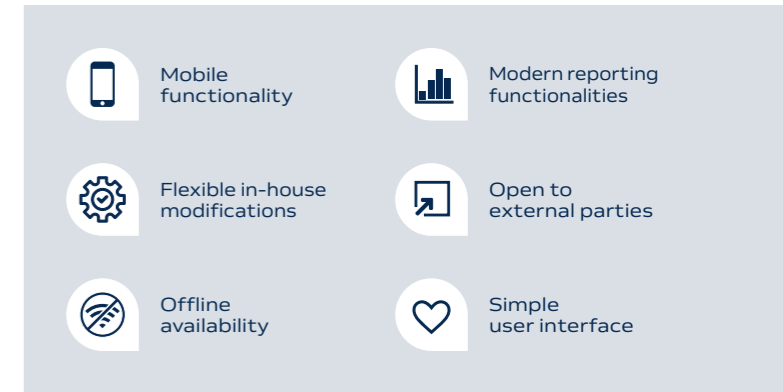 Mobile
functionality
Modern reporting
functionalities
Flexible in-house
modifications
Open to
external parties
Offline
availability
Simple
user interface